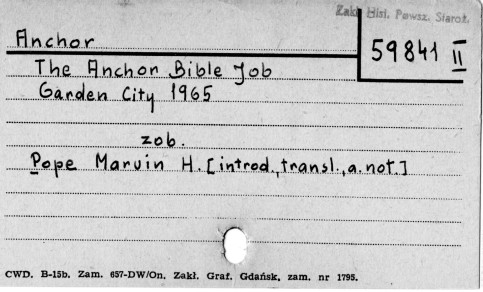 Zakł. Hist. Powsz. Staroż.
Anchor
59841 II
The Anchor Bible Job
Garden City 1965
zob.
Pope Marvin H. [introd., transl., a. not.]
CWD. B-15b. Zam. 657-DW/On. Zakł. Graf. Gdańsk, zam. nr 1795.